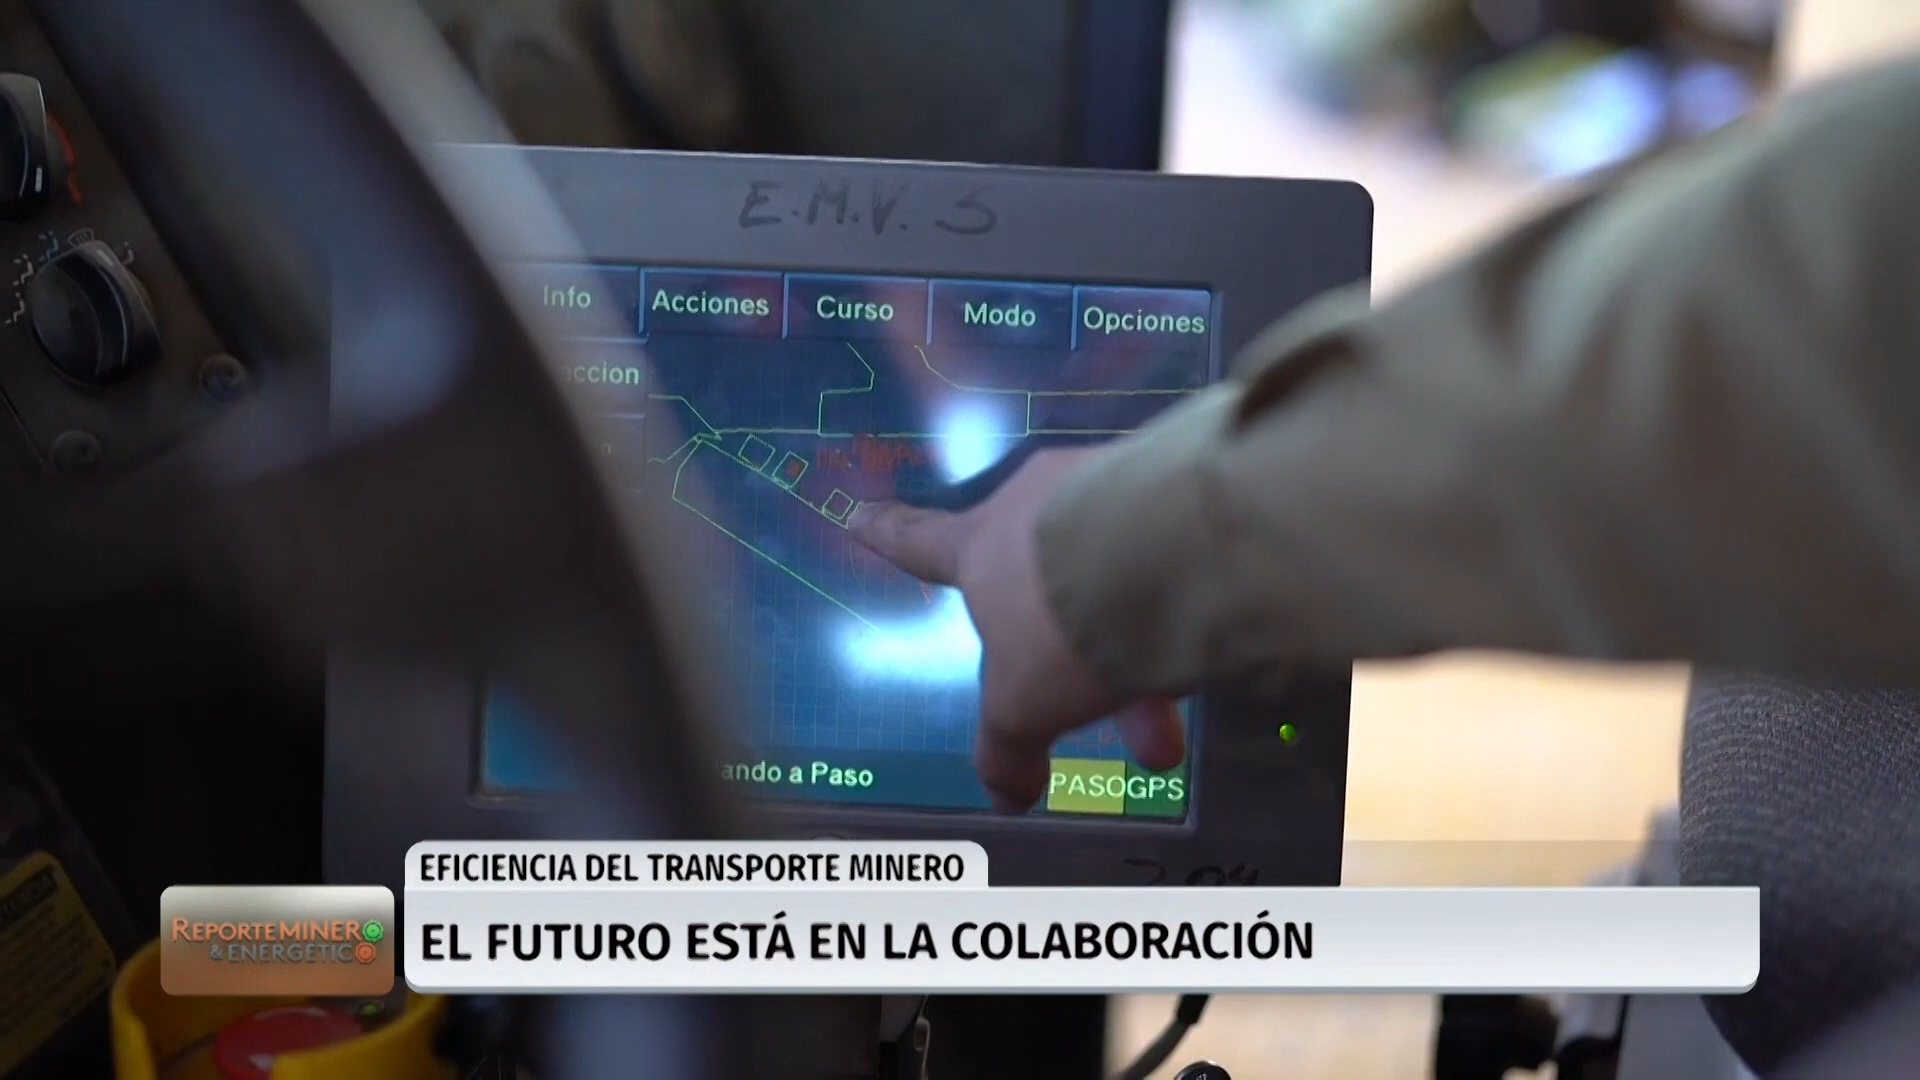 E.M.V. S
Info
Acciones
Curso
Modo
Opciones
eccion
ando a Paso
PASO
GPS
EFICIENCIA DEL TRANSPORTE MINERO
REPORTE MINERO
& ENERGÉTICO
EL FUTURO ESTÁ EN LA COLABORACIÓN